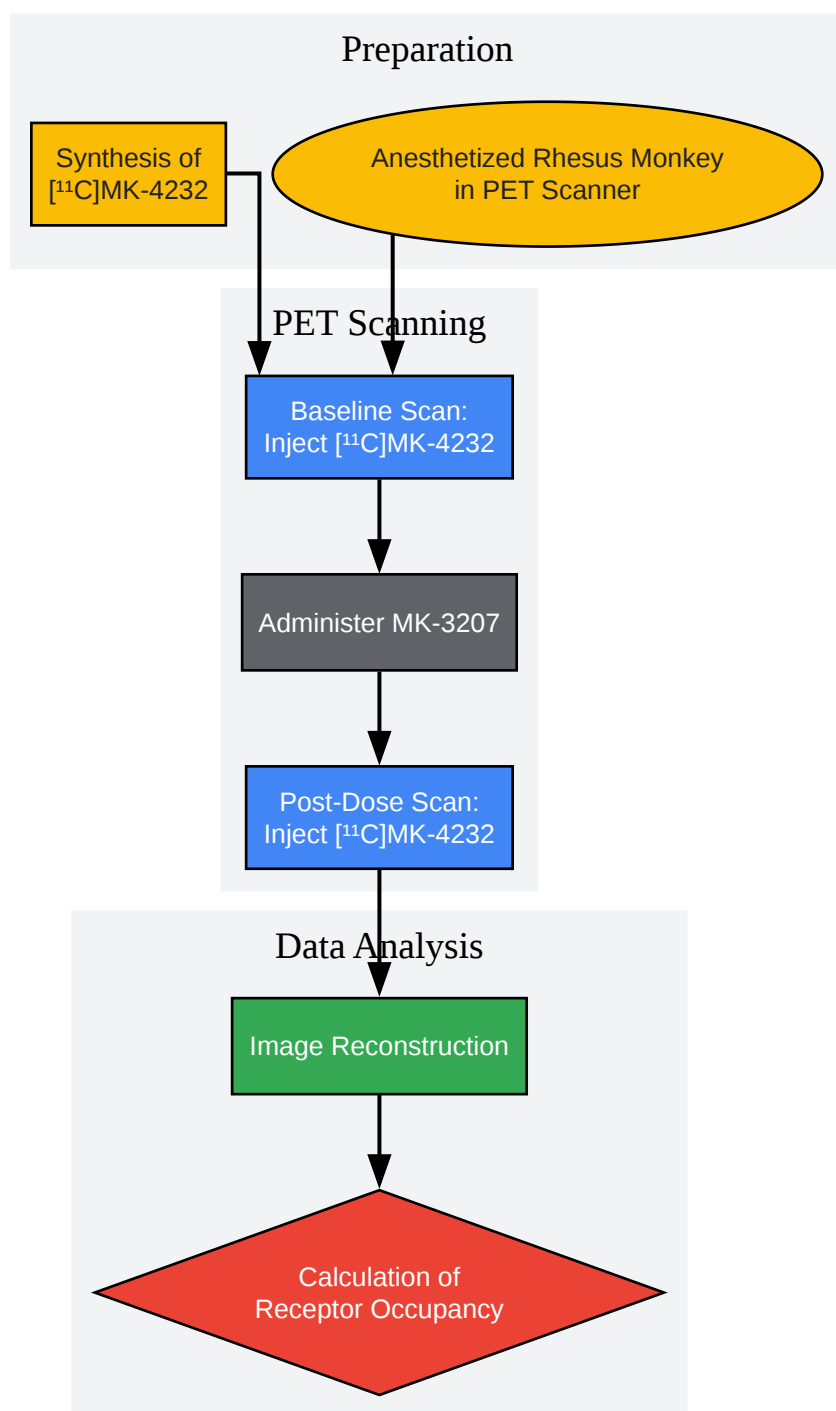 Preparation
Synthesis of
[¹¹C]MK-4232
Anesthetized Rhesus Monkey
in PET Scanner
PET Scanning
Baseline Scan:
Inject [¹¹C]MK-4232
Administer MK-3207
Post-Dose Scan:
Inject [¹¹C]MK-4232
Data Analysis
Image Reconstruction
Calculation of
Receptor Occupancy